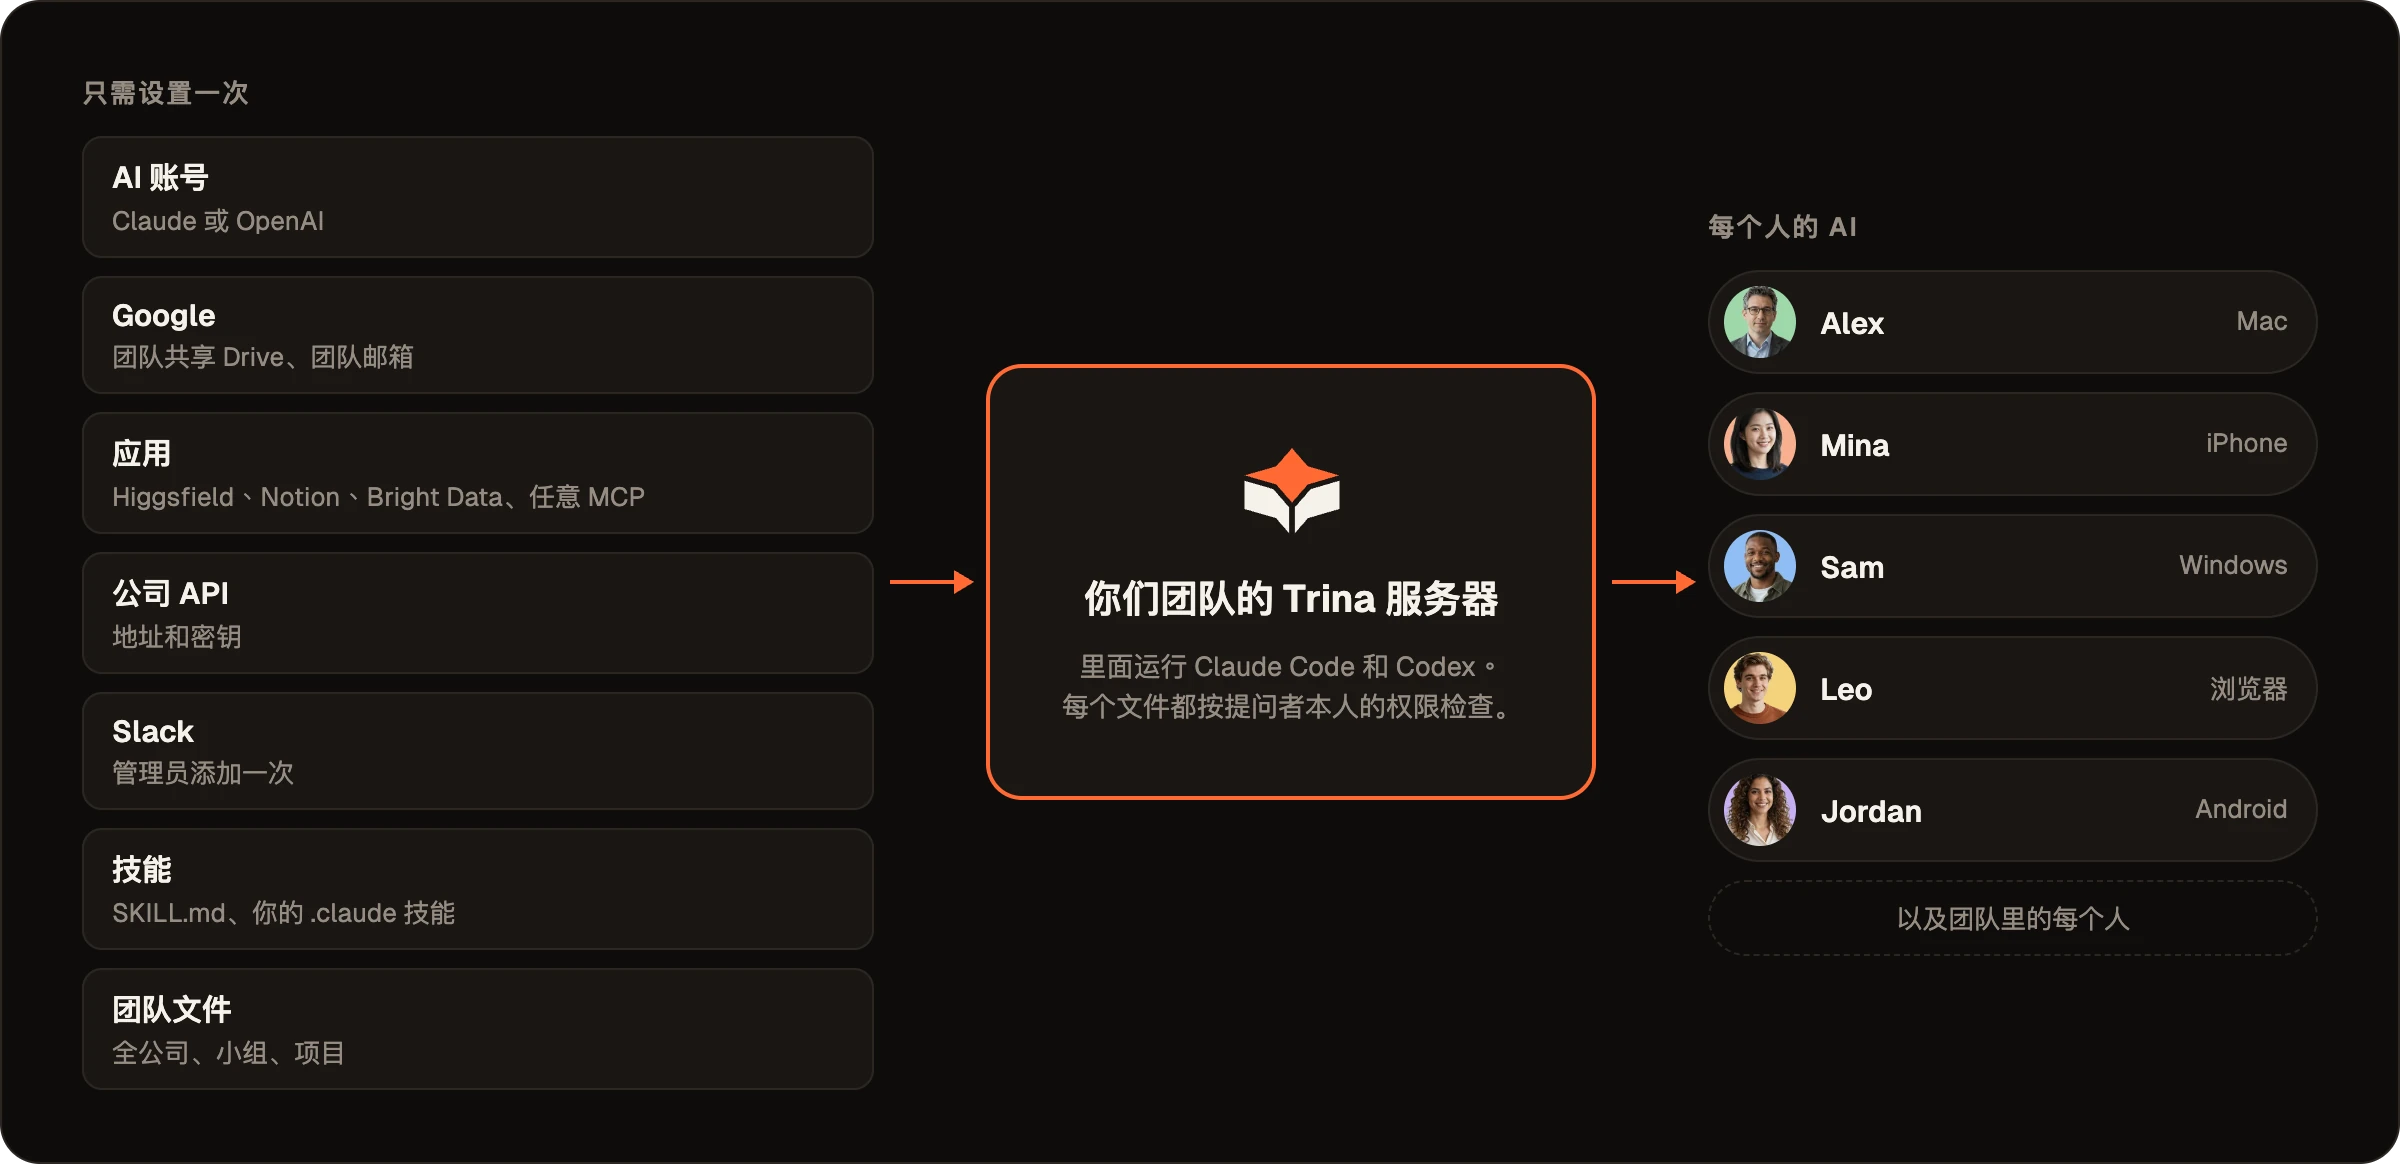 只需设置一次
AI 账号
Claude 或 OpenAI
Google
团队共享 Drive、团队邮箱
应用
Higgsfield、Notion、Bright Data、任意 MCP
公司 API
地址和密钥
Slack
管理员添加一次
技能
SKILL.md、你的 .claude 技能
团队文件
全公司、小组、项目
你们团队的 Trina 服务器
里面运行 Claude Code 和 Codex。
每个文件都按提问者本人的权限检查。
每个人的 AI
Alex
Mac
Mina
iPhone
Sam
Windows
Leo
浏览器
Jordan
Android
以及团队里的每个人